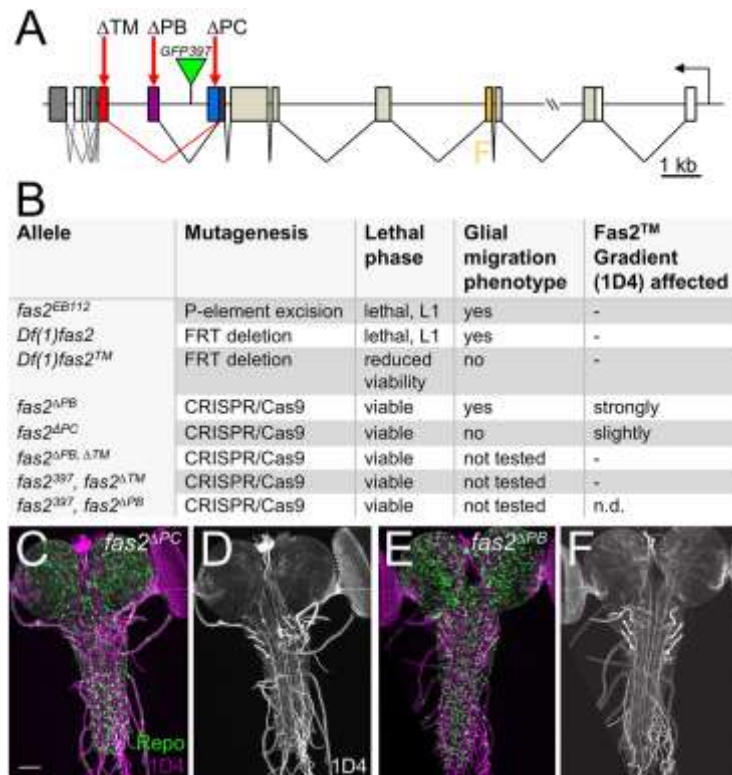 A
ΔTM ΔPB ΔPC
GFP397
F
1 kb
B
Allele Mutagenesis Lethal phase Glial migration phenotype Fas2TM Gradient (1D4) affected
fas2EB112 P-element excision lethal, L1 yes -
Df(1)fas2 FRT deletion lethal, L1 yes -
Df(1)fas2TM FRT deletion reduced viability no -
fas2ΔPB CRISPR/Cas9 viable yes strongly
fas2ΔPC CRISPR/Cas9 viable no slightly
fas2ΔPB, ΔTM CRISPR/Cas9 viable not tested -
fas2397, fas2ΔTM CRISPR/Cas9 viable not tested -
fas2397, fas2ΔPB CRISPR/Cas9 viable not tested n.d.
C fas2ΔPC D E fas2ΔPB F
Repo
1D4 1D4